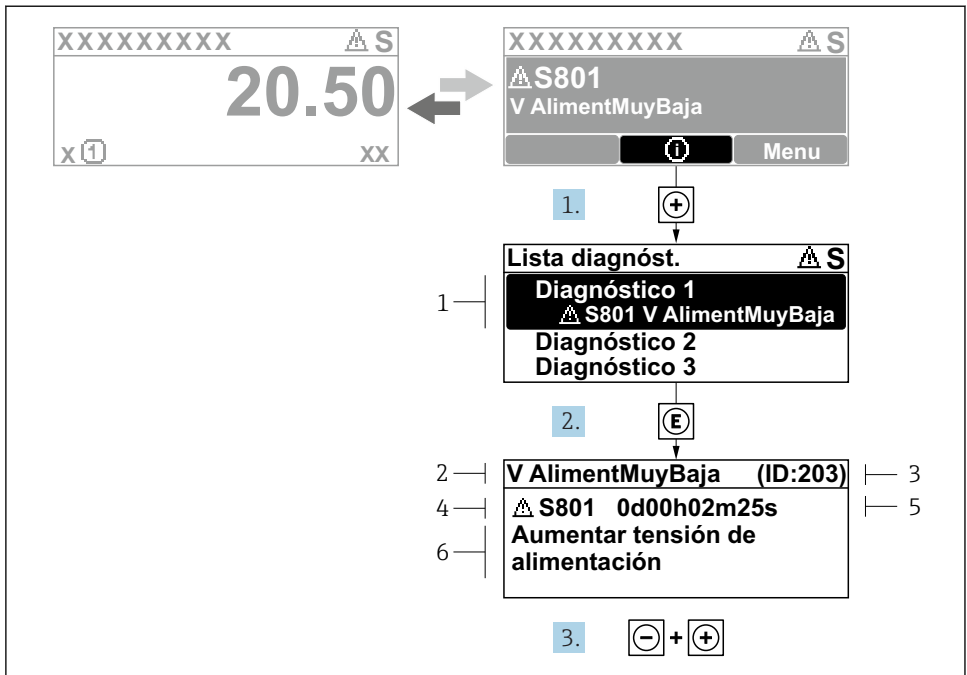 XXXXXXXXX ⚠ S
20.50
x ① XX
XXXXXXXXX ⚠ S
⚠ S801
V AlimentMuyBaja
ⓘ Menu
1. +
Lista diagnóst. ⚠ S
1
Diagnóstico 1
⚠ S801 V AlimentMuyBaja
Diagnóstico 2
Diagnóstico 3
2. E
2 V AlimentMuyBaja (ID:203) 3
4 ⚠ S801 0d00h02m25s 5
6 Aumentar tensión de
alimentación
3. - + +